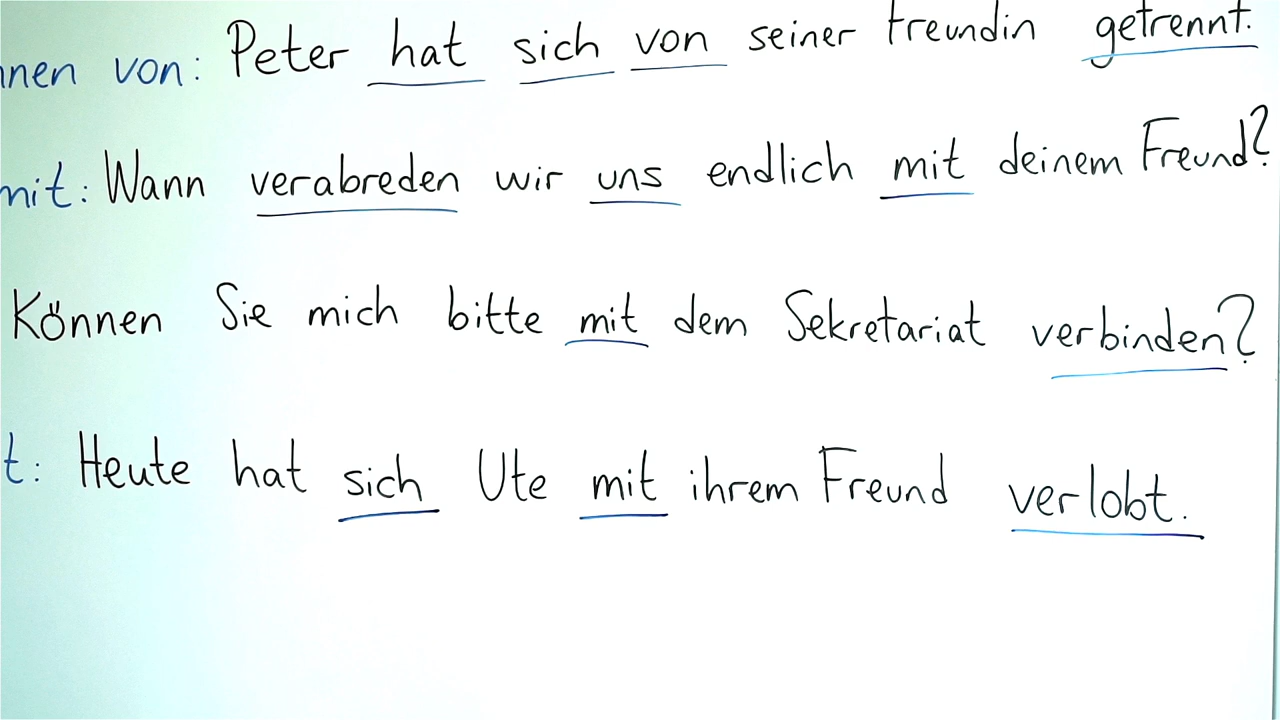 nen von: Peter hat sich von seiner Freundin getrennt.
mit: Wann verabreden wir uns endlich mit deinem Freund?
Können Sie mich bitte mit dem Sekretariat verbinden?
t: Heute hat sich Ute mit ihrem Freund verlobt.